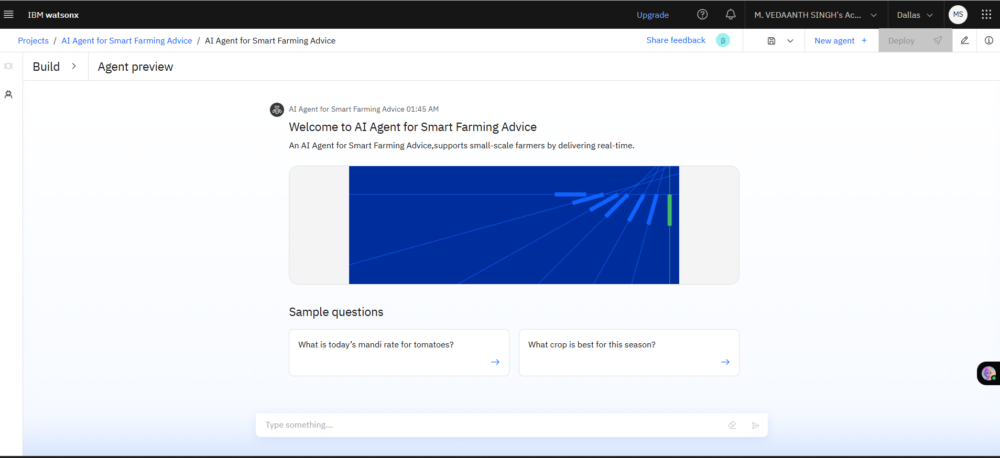 IBM watsonx
Upgrade
M. VEDAANTH SINGH's Ac...
Dallas
MS
Projects / AI Agent for Smart Farming Advice / AI Agent for Smart Farming Advice
Share feedback
β
New agent +
Deploy
Build
Agent preview
AI Agent for Smart Farming Advice 01:45 AM
Welcome to AI Agent for Smart Farming Advice
An AI Agent for Smart Farming Advice,supports small-scale farmers by delivering real-time.
Sample questions
What is today’s mandi rate for tomatoes?
What crop is best for this season?
Type something...